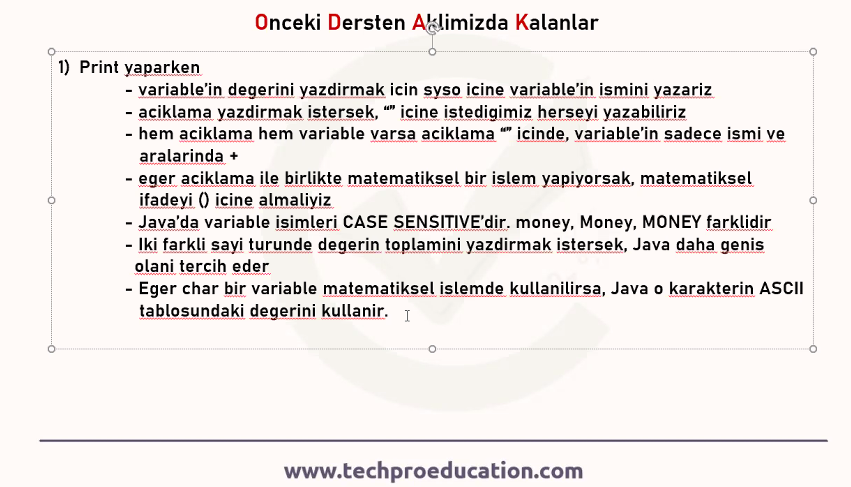 Onceki Dersten Aklimizda Kalanlar
1) Print yaparken
- variable’in degerini yazdirmak icin syso icine variable’in ismini yazariz
- aciklama yazdirmak istersek, “” icine istedigimiz herseyi yazabiliriz
- hem aciklama hem variable varsa aciklama “” icinde, variable’in sadece ismi ve
aralarinda +
- eger aciklama ile birlikte matematiksel bir islem yapiyorsak, matematiksel
ifadeyi () icine almaliyiz
- Java’da variable isimleri CASE SENSITIVE’dir. money, Money, MONEY farklidir
- Iki farkli sayi turunde degerin toplamini yazdirmak istersek, Java daha genis
olani tercih eder
- Eger char bir variable matematiksel islemde kullanilirsa, Java o karakterin ASCII
tablosundaki degerini kullanir.
www.techproeducation.com